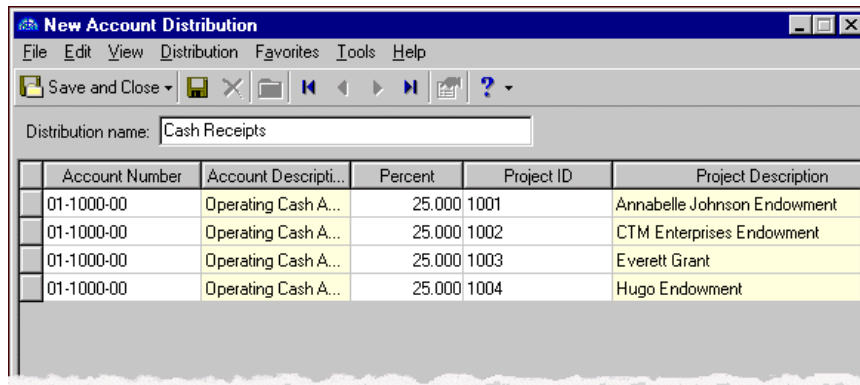 New Account Distribution
File Edit View Distribution Favorites Tools Help
Save and Close ?
Distribution name: Cash Receipts
Account Number Account Descripti... Percent Project ID Project Description
01-1000-00 Operating Cash A... 25.000 1001 Annabelle Johnson Endowment
01-1000-00 Operating Cash A... 25.000 1002 CTM Enterprises Endowment
01-1000-00 Operating Cash A... 25.000 1003 Everett Grant
01-1000-00 Operating Cash A... 25.000 1004 Hugo Endowment